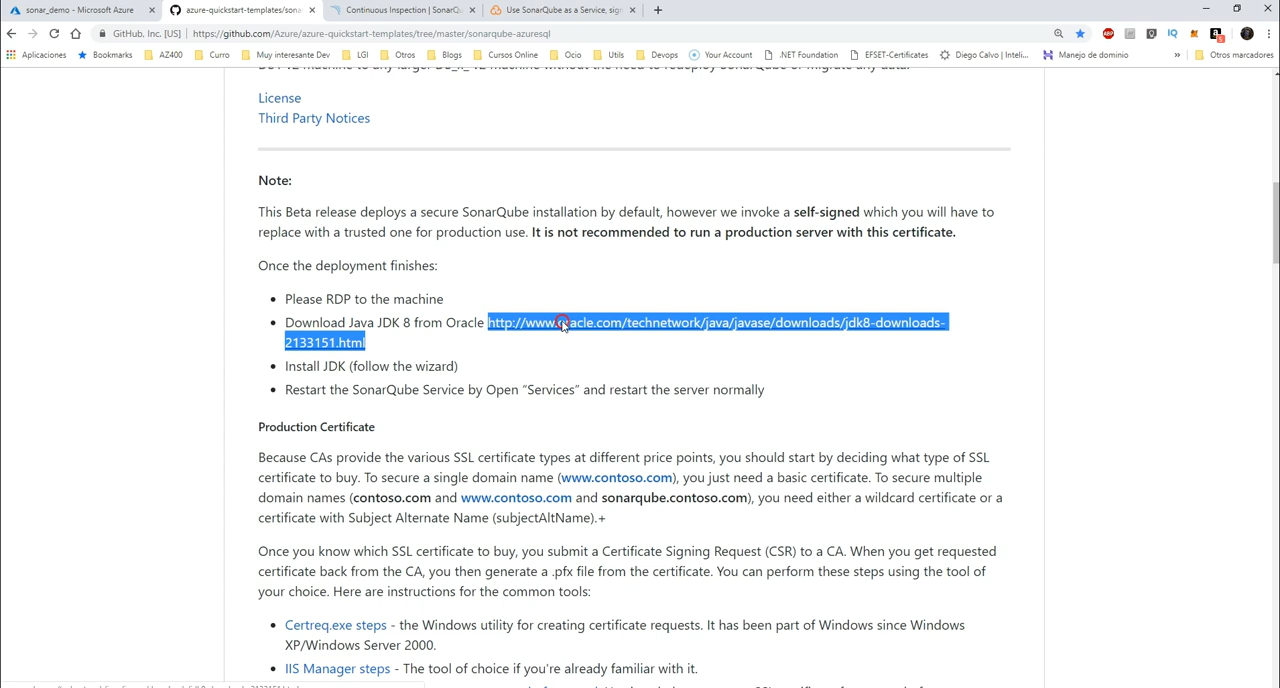 sonar_demo - Microsoft Azure
azure-quickstart-templates/sona
Continuous Inspection | SonarQ
Use SonarQube as a Service, sig
GitHub, Inc. [US] | https://github.com/Azure/azure-quickstart-templates/tree/master/sonarqube-azuresql
Aplicaciones Bookmarks AZ400 Curro Muy interesante Dev LGI Otros Blogs Cursos Online Ocio Utils Devops Your Account .NET Foundation EFSET-Certificates Diego Calvo | Inteli... Manejo de dominio » Otros marcadores
License
Third Party Notices
Note:
This Beta release deploys a secure SonarQube installation by default, however we invoke a self-signed which you will have to
replace with a trusted one for production use. It is not recommended to run a production server with this certificate.
Once the deployment finishes:
Please RDP to the machine
Download Java JDK 8 from Oracle http://www.oracle.com/technetwork/java/javase/downloads/jdk8-downloads-
2133151.html
Install JDK (follow the wizard)
Restart the SonarQube Service by Open “Services” and restart the server normally
Production Certificate
Because CAs provide the various SSL certificate types at different price points, you should start by deciding what type of SSL
certificate to buy. To secure a single domain name (www.contoso.com), you just need a basic certificate. To secure multiple
domain names (contoso.com and www.contoso.com and sonarqube.contoso.com), you need either a wildcard certificate or a
certificate with Subject Alternate Name (subjectAltName).+
Once you know which SSL certificate to buy, you submit a Certificate Signing Request (CSR) to a CA. When you get requested
certificate back from the CA, you then generate a .pfx file from the certificate. You can perform these steps using the tool of
your choice. Here are instructions for the common tools:
Certreq.exe steps - the Windows utility for creating certificate requests. It has been part of Windows since Windows
XP/Windows Server 2000.
IIS Manager steps - The tool of choice if you're already familiar with it.